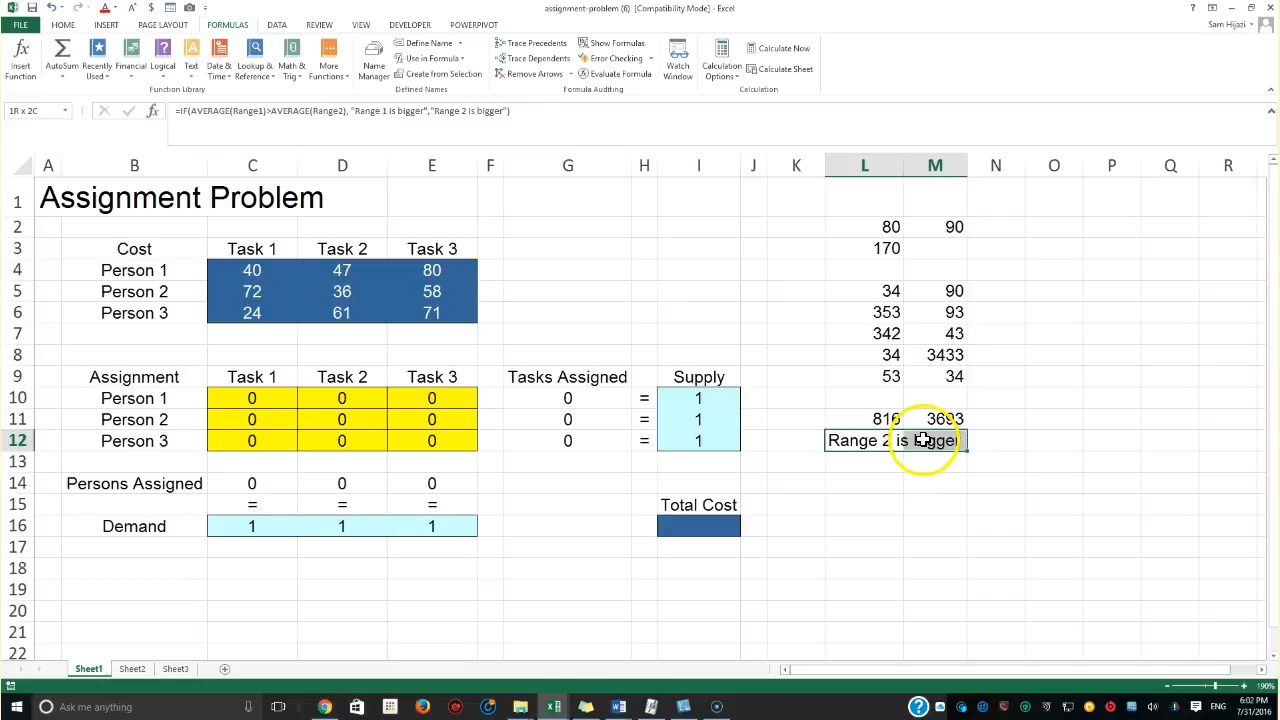 assignment-problem (6) [Compatibility Mode] - Excel
FILE HOME INSERT PAGE LAYOUT FORMULAS DATA REVIEW VIEW DEVELOPER POWERPIVOT Sam Hijazi
Insert Function
AutoSum
Recently Used
Financial
Logical
Text
Date & Time
Lookup & Reference
Math & Trig
More Functions
Function Library
Name Manager
Define Name
Use in Formula
Create from Selection
Defined Names
Trace Precedents
Trace Dependents
Remove Arrows
Show Formulas
Error Checking
Evaluate Formula
Formula Auditing
Watch Window
Calculation Options
Calculate Now
Calculate Sheet
Calculation
1R x 2C fx =IF(AVERAGE(Range1)>AVERAGE(Range2), "Range 1 is bigger","Range 2 is bigger")
A B C D E F G H I J K L M N O P Q R
1 Assignment Problem
2 80 90
3 Cost Task 1 Task 2 Task 3 170
4 Person 1 40 47 80
5 Person 2 72 36 58 34 90
6 Person 3 24 61 71 353 93
7 342 43
8 34 3433
9 Assignment Task 1 Task 2 Task 3 Tasks Assigned Supply 53 34
10 Person 1 0 0 0 0 = 1
11 Person 2 0 0 0 0 = 1 816 3693
12 Person 3 0 0 0 0 = 1 Range 2 is bigger
13
14 Persons Assigned 0 0 0
15 = = = Total Cost
16 Demand 1 1 1
17
18
19
20
21
22
Sheet1 Sheet2 Sheet3
190%
Ask me anything
6:02 PM
7/31/2016